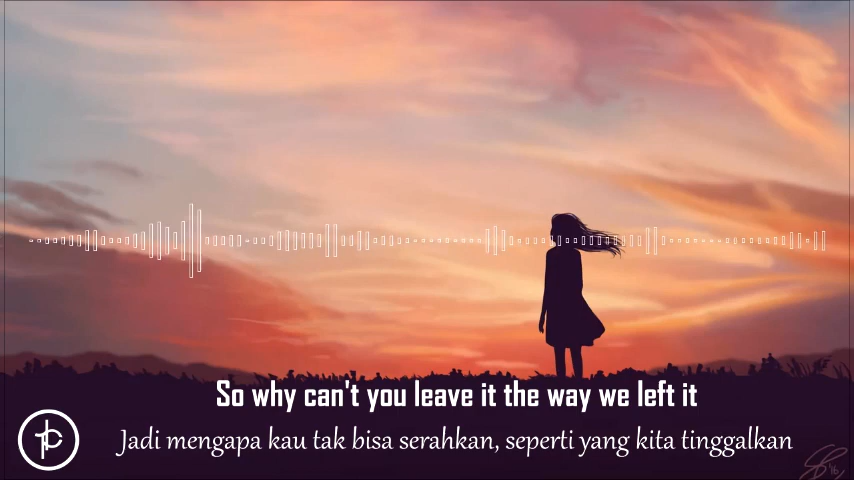 So why can't you leave it the way we left it
Jadi mengapa kau tak bisa serahkan, seperti yang kita tinggalkan